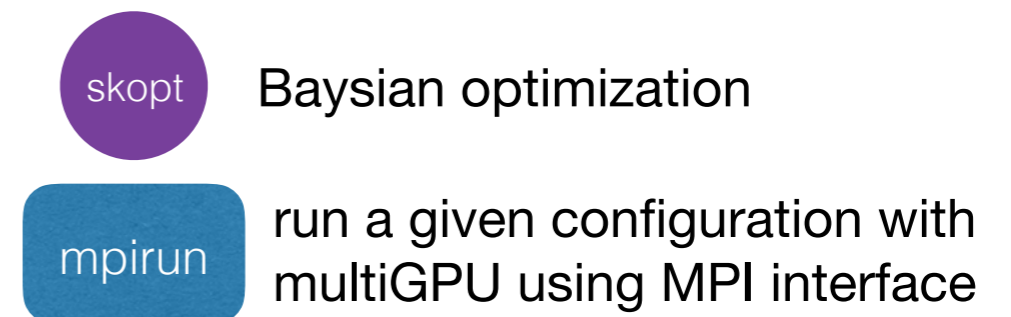 skopt
Baysian optimization
mpirun
run a given configuration with
multiGPU using MPI interface